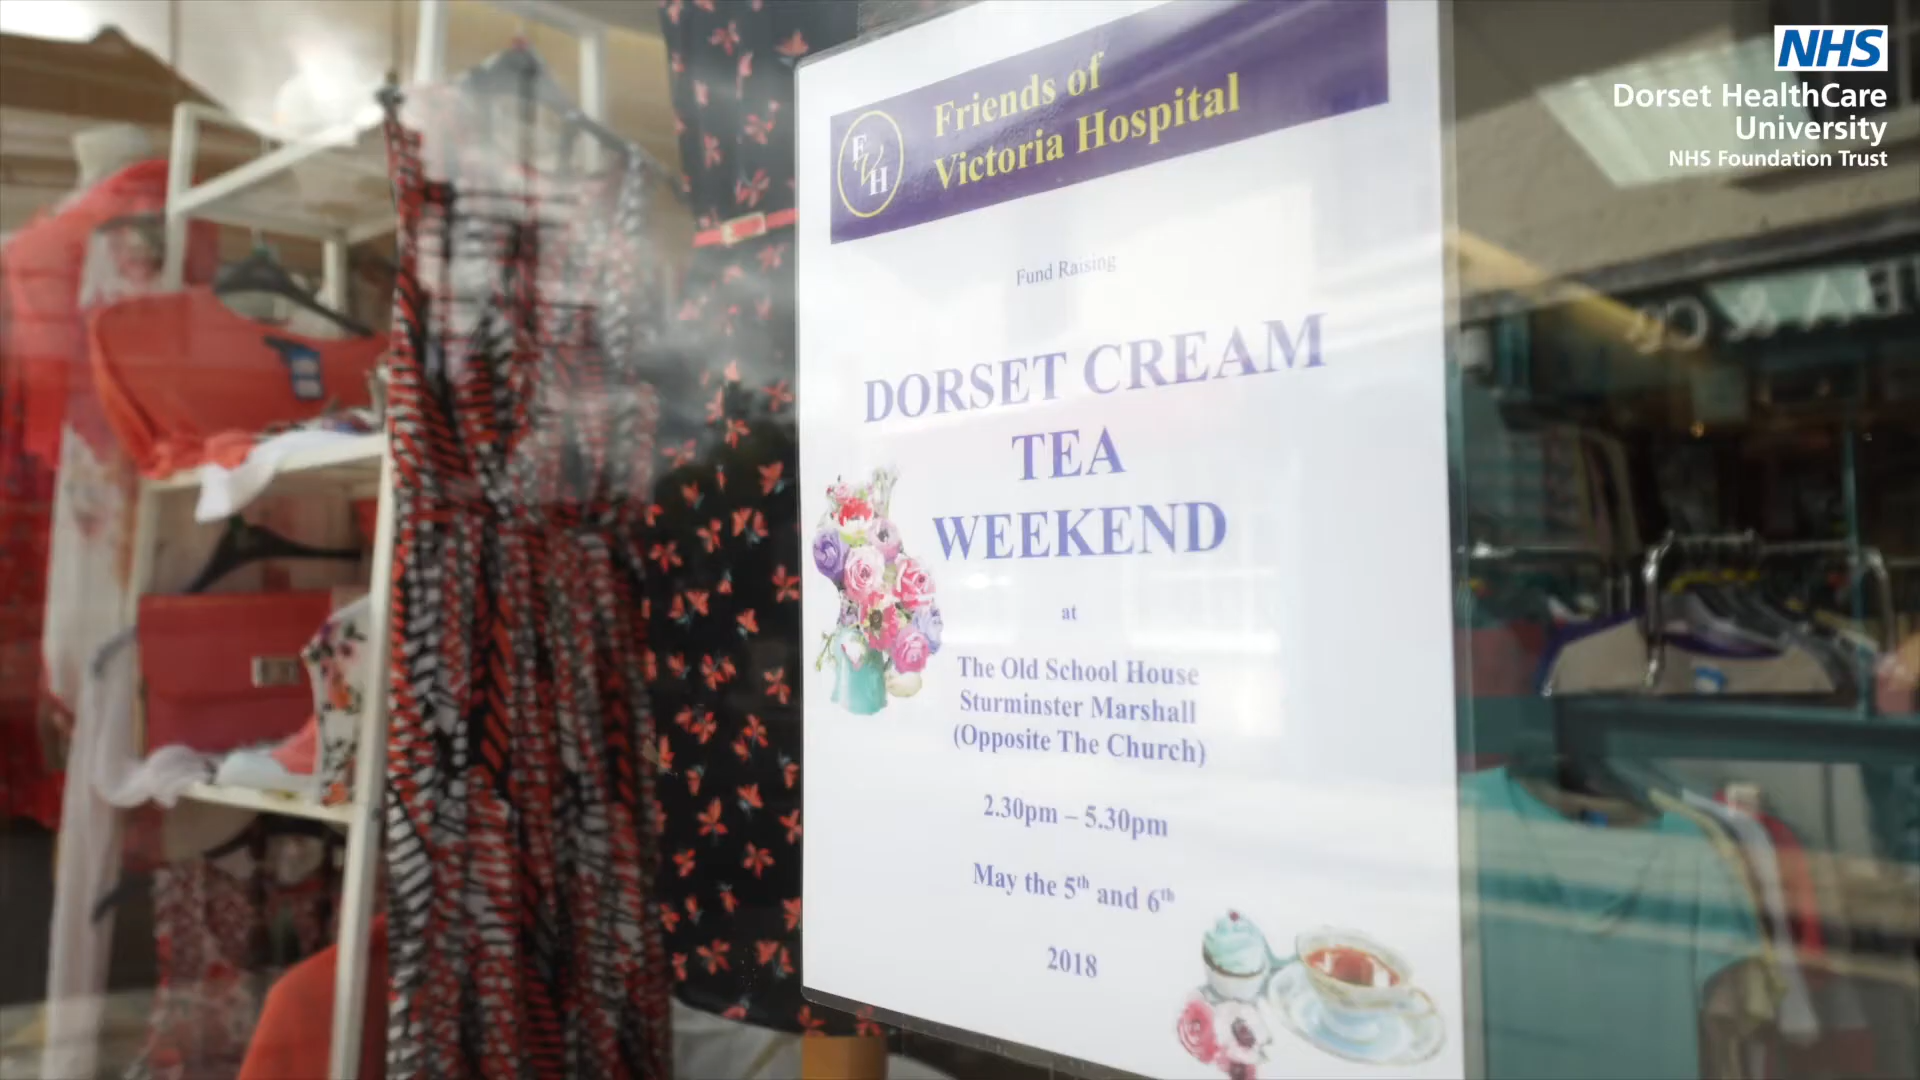 NHS
Dorset HealthCare
University
NHS Foundation Trust
FVH
Friends of
Victoria Hospital
Fund Raising
DORSET CREAM
TEA
WEEKEND
at
The Old School House
Sturminster Marshall
(Opposite The Church)
2.30pm – 5.30pm
May the 5th and 6th
2018